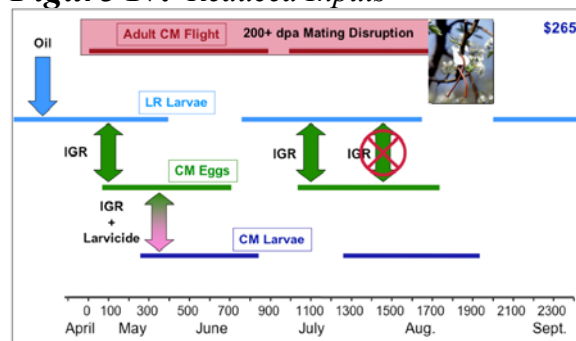 Adult CM Flight 200+ dpa Mating Disruption
$265
Oil
LR Larvae
IGR
IGR
IGR
CM Eggs
IGR
+
Larvicide
CM Larvae
0 100 300 500 700 900 1100 1300 1500 1700 1900 2100 2300
April May June July Aug. Sept.